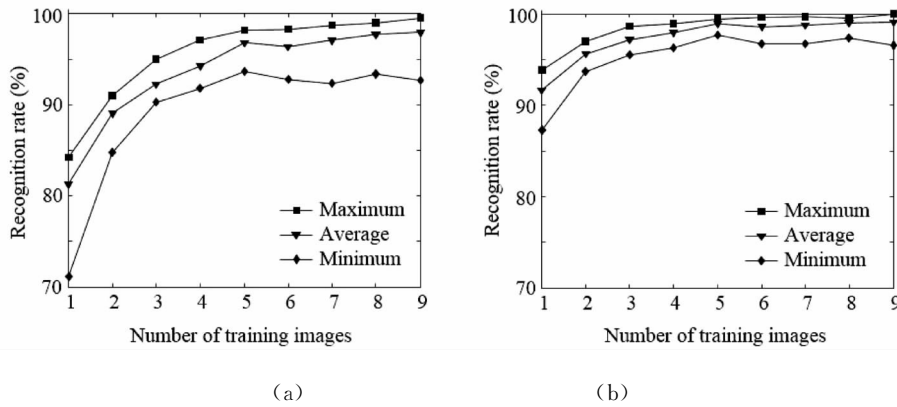 100
90
80
70
Recognition rate (%)
Maximum
Average
Minimum
1 2 3 4 5 6 7 8 9
Number of training images
(a)
100
90
80
70
Recognition rate (%)
Maximum
Average
Minimum
1 2 3 4 5 6 7 8 9
Number of training images
(b)